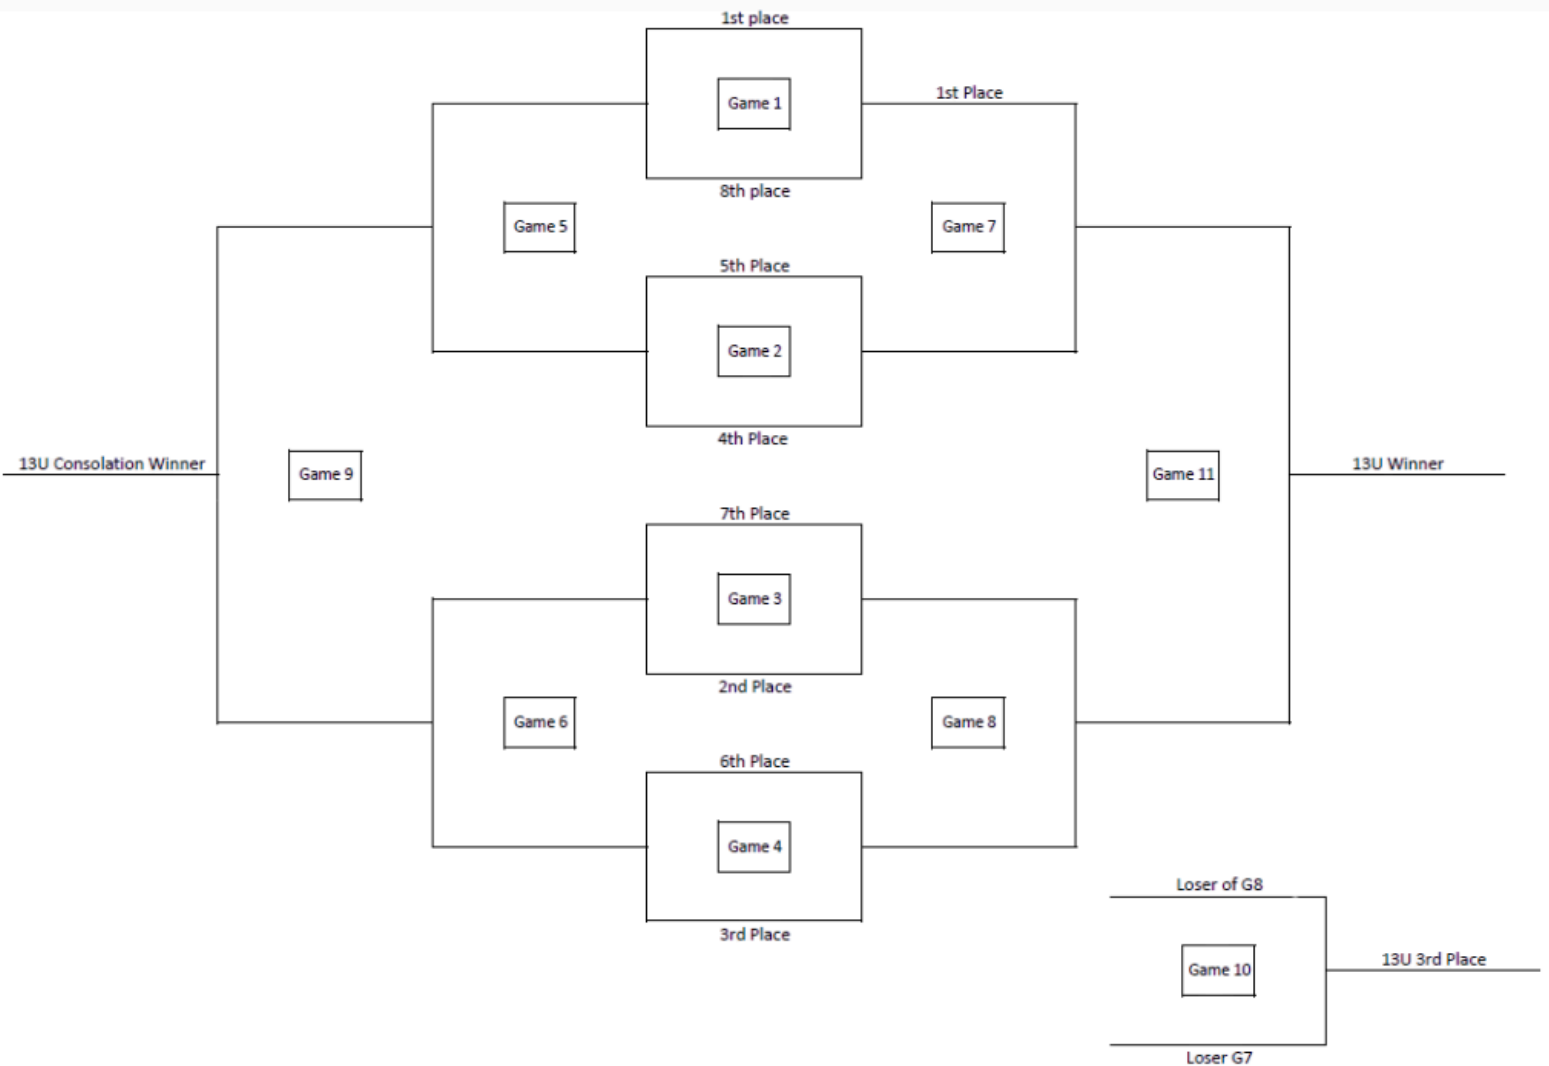 1st place
Game 1
1st Place
8th place
Game 5
Game 7
5th Place
Game 2
4th Place
13U Consolation Winner
Game 9
Game 11
13U Winner
7th Place
Game 3
2nd Place
Game 6
Game 8
6th Place
Game 4
3rd Place
Loser of G8
Game 10
13U 3rd Place
Loser G7